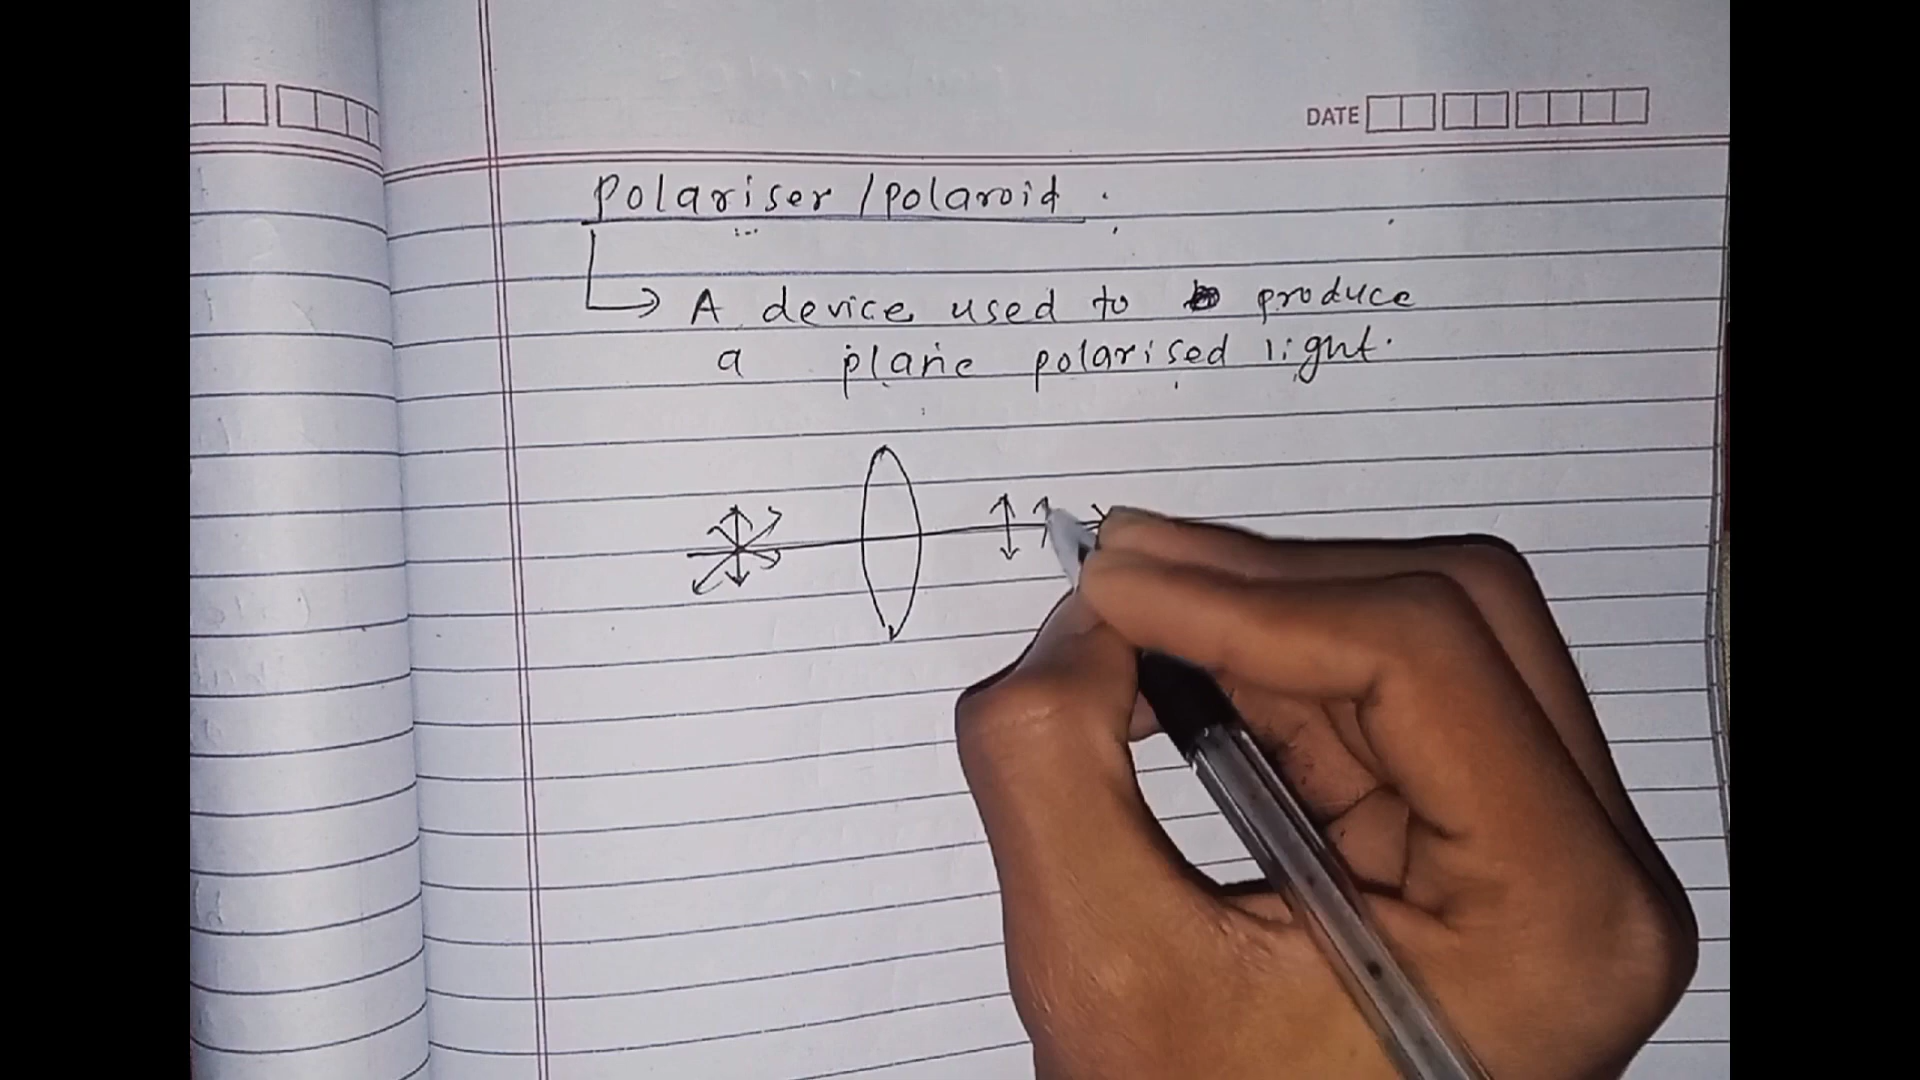 DATE
Polariser / polaroid
A device used to produce
a plane polarised light.